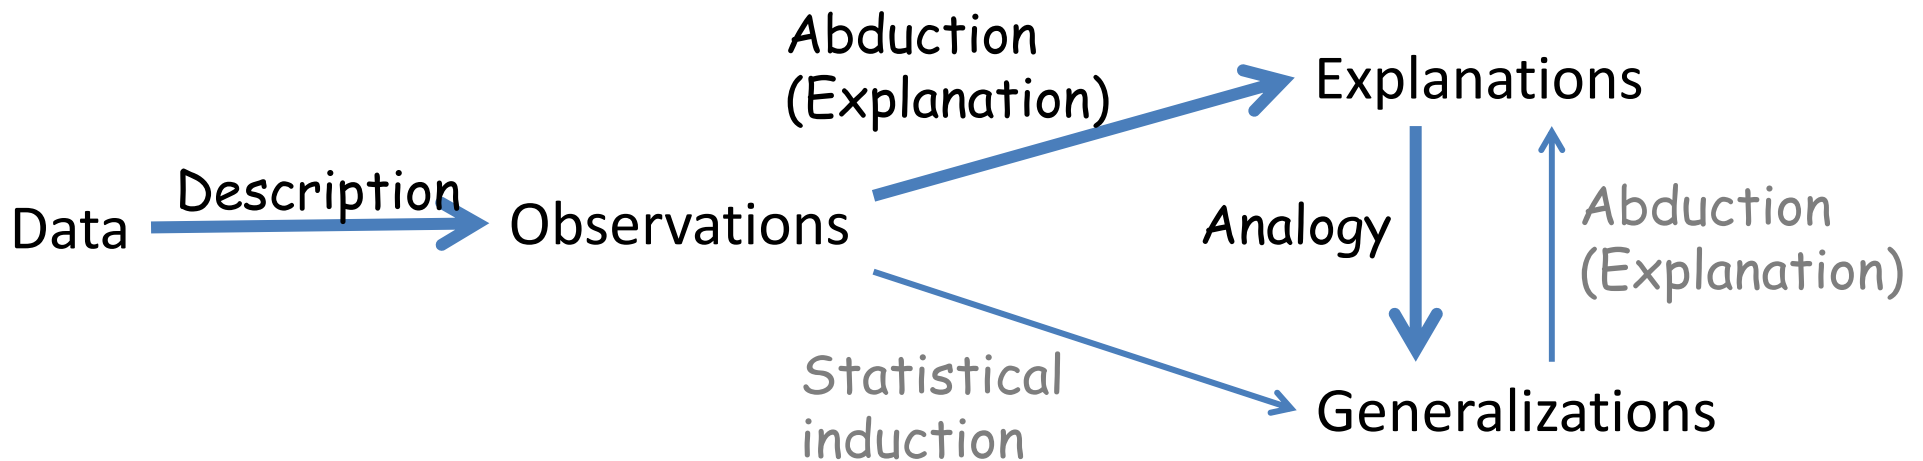 Abduction
(Explanation)
Explanations
Description
Data
Observations
Analogy
Abduction
(Explanation)
Statistical
induction
Generalizations